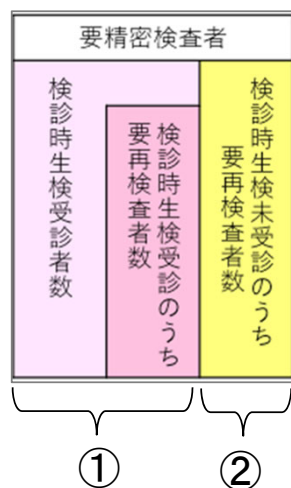 要精密検査者
検診時生検受診者数
検診時生検受診のうち
要再検査者数
検診時生検未受診のうち
要再検査者数
①
②